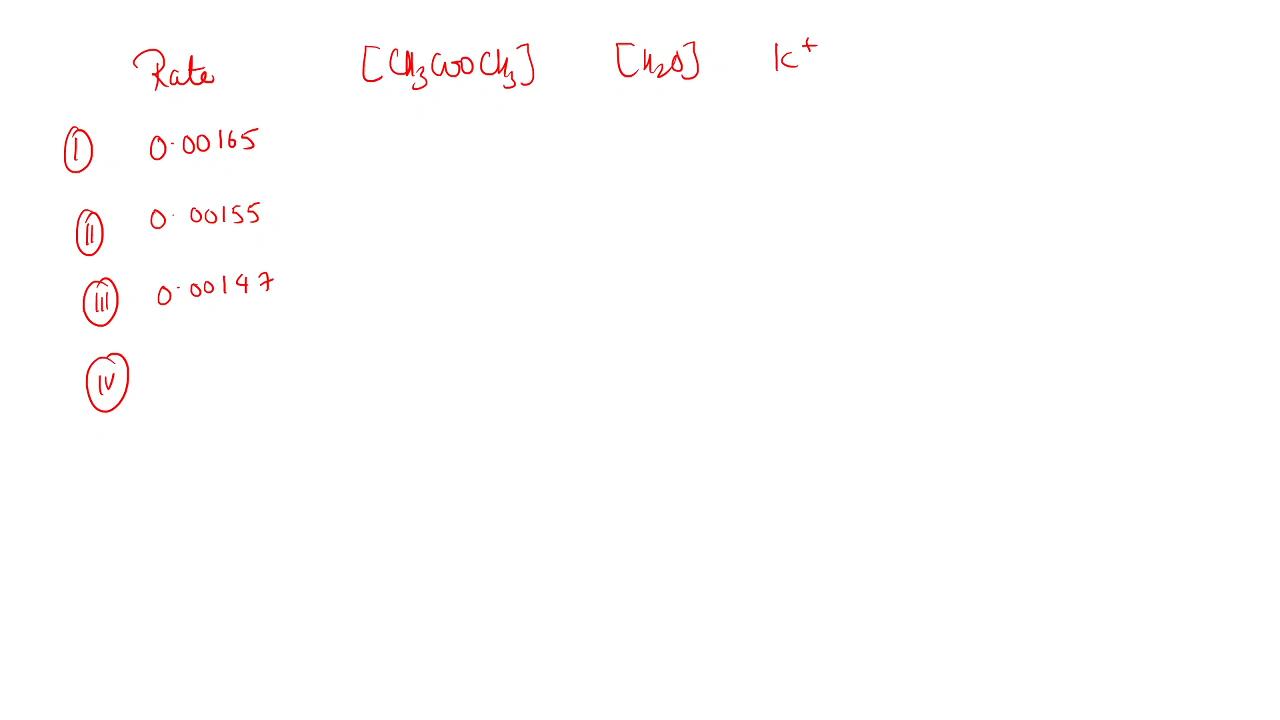 Rate [CH₃COOCH₃] [H₂O] K⁺
I 0.00165
II 0.00155
III 0.00147
IV